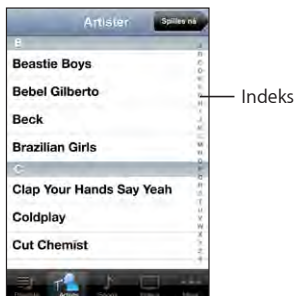 Artister
Spilles nå
B
Beastie Boys
Bebel Gilberto
Indeks
Beck
Brazilian Girls
C
Clap Your Hands Say Yeah
Coldplay
Cut Chemist
Artister